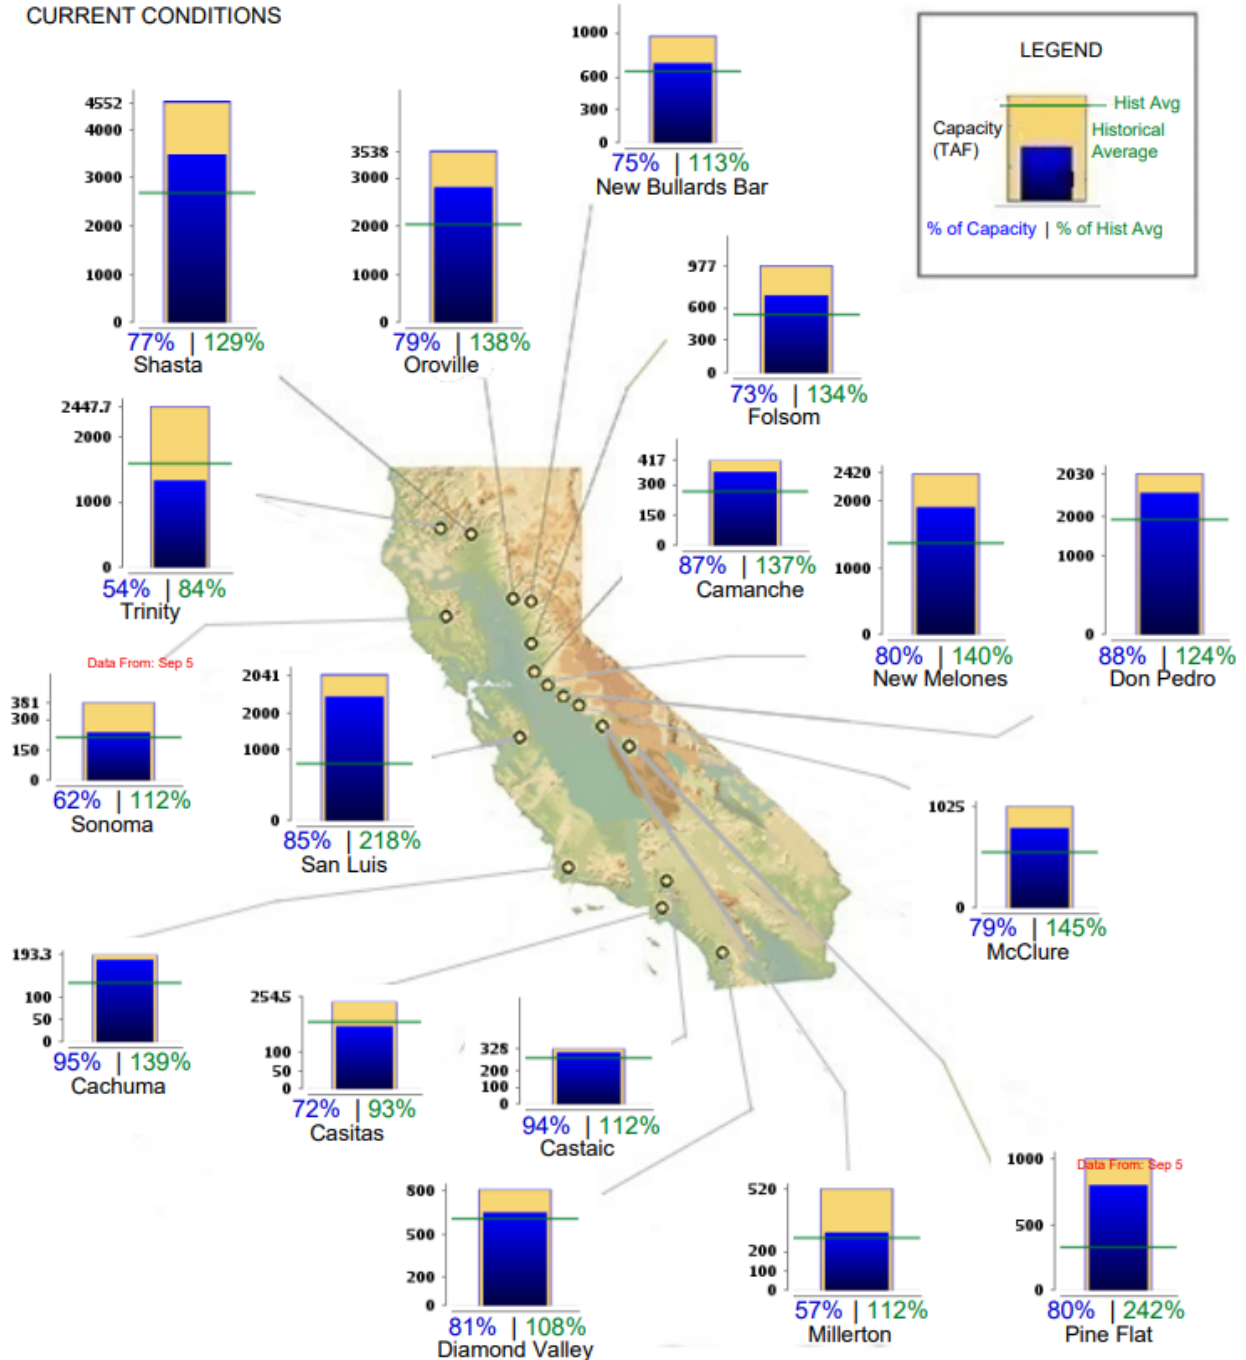 CURRENT CONDITIONS
LEGEND
Capacity
(TAF)
Hist Avg
Historical
Average
% of Capacity | % of Hist Avg
1000
600
300
0
75% | 113%
New Bullards Bar
4552
4000
3000
2000
1000
0
77% | 129%
Shasta
3538
3000
2000
1000
0
79% | 138%
Oroville
977
600
300
0
73% | 134%
Folsom
2447.7
2000
1000
0
54% | 84%
Trinity
417
300
150
0
87% | 137%
Camanche
2420
2000
1000
0
80% | 140%
New Melones
2030
2000
1000
0
88% | 124%
Don Pedro
Data From: Sep 5
381
300
150
0
62% | 112%
Sonoma
2041
2000
1000
0
85% | 218%
San Luis
1025
0
79% | 145%
McClure
193.3
100
50
0
95% | 139%
Cachuma
254.5
100
50
0
72% | 93%
Casitas
328
200
100
0
94% | 112%
Castaic
800
500
200
0
81% | 108%
Diamond Valley
520
200
100
0
57% | 112%
Millerton
1000
Data From: Sep 5
500
0
80% | 242%
Pine Flat